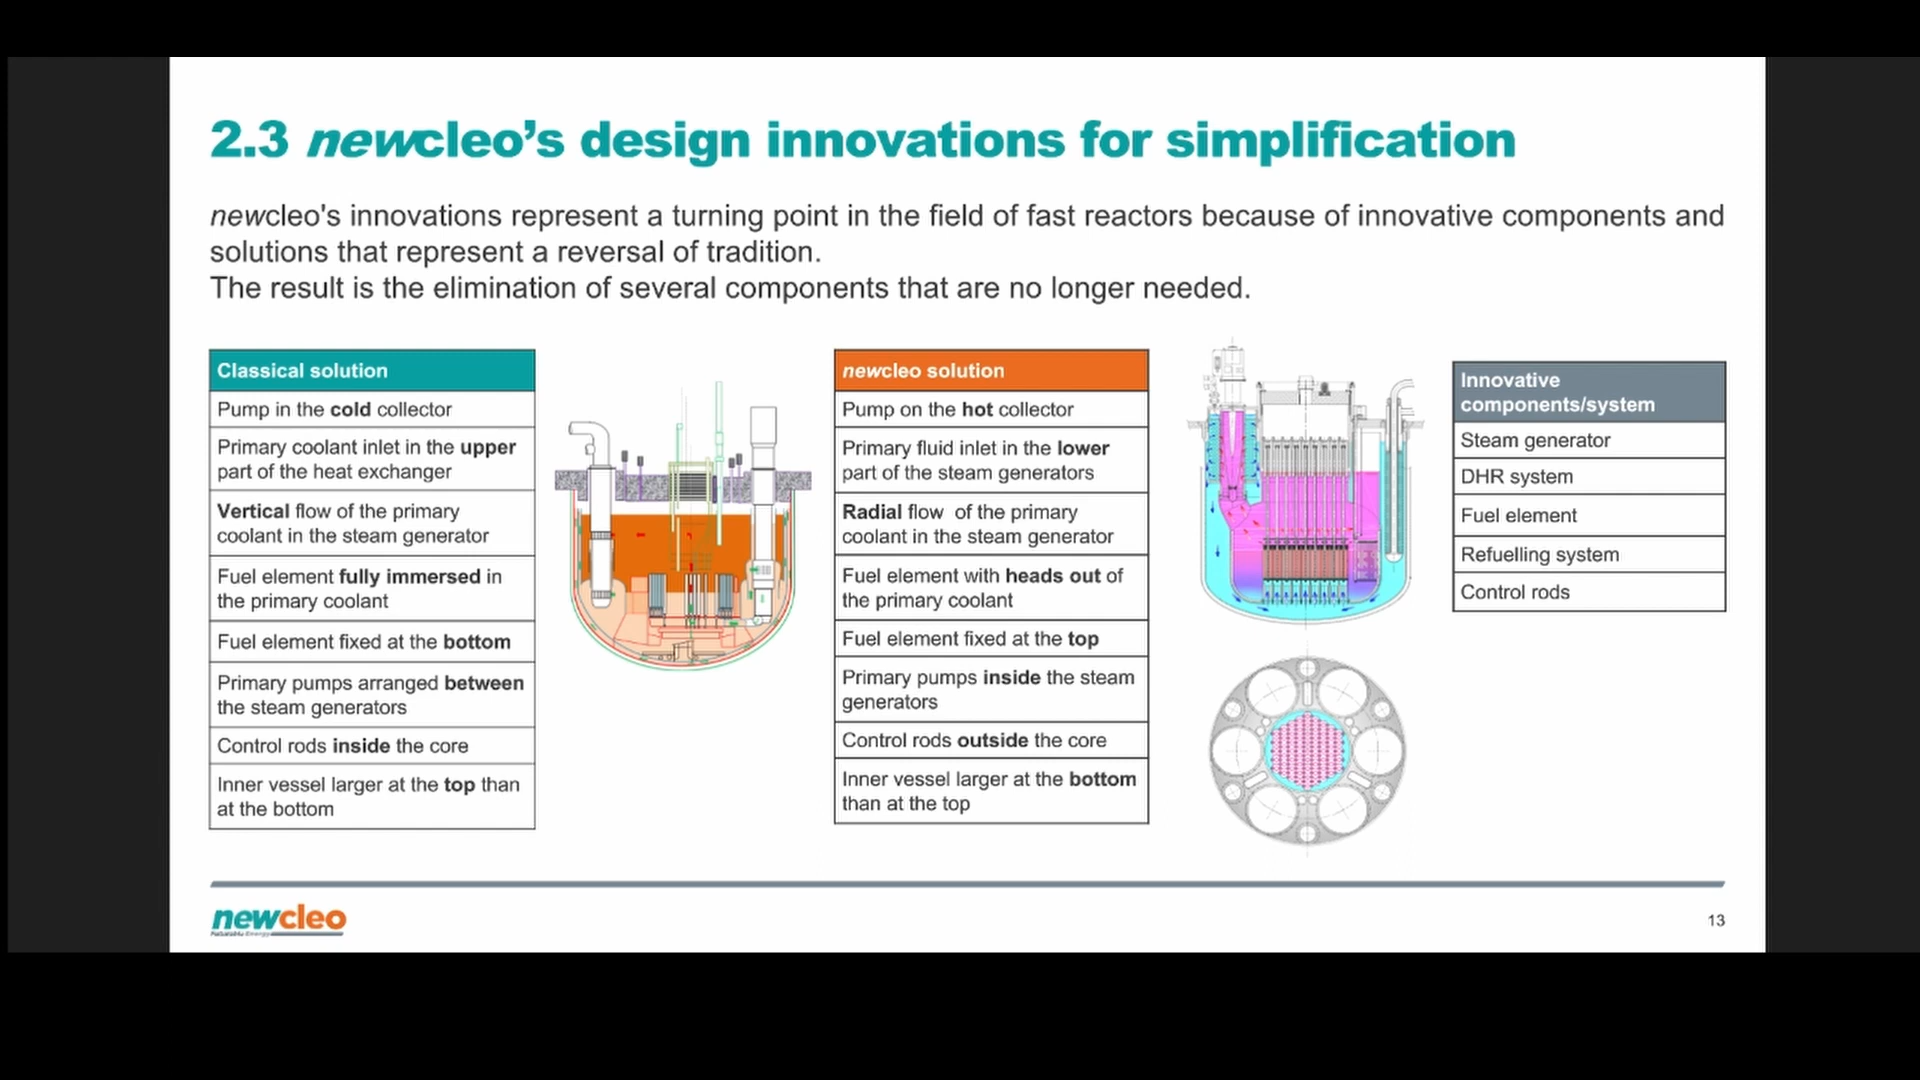 2.3 newcleo’s design innovations for simplification
newcleo's innovations represent a turning point in the field of fast reactors because of innovative components and
solutions that represent a reversal of tradition.
The result is the elimination of several components that are no longer needed.
Classical solution
Pump in the cold collector
Primary coolant inlet in the upper
part of the heat exchanger
Vertical flow of the primary
coolant in the steam generator
Fuel element fully immersed in
the primary coolant
Fuel element fixed at the bottom
Primary pumps arranged between
the steam generators
Control rods inside the core
Inner vessel larger at the top than
at the bottom
newcleo solution
Pump on the hot collector
Primary fluid inlet in the lower
part of the steam generators
Radial flow of the primary
coolant in the steam generator
Fuel element with heads out of
the primary coolant
Fuel element fixed at the top
Primary pumps inside the steam
generators
Control rods outside the core
Inner vessel larger at the bottom
than at the top
Innovative
components/system
Steam generator
DHR system
Fuel element
Refuelling system
Control rods
newcleo
Futurable Energy
13